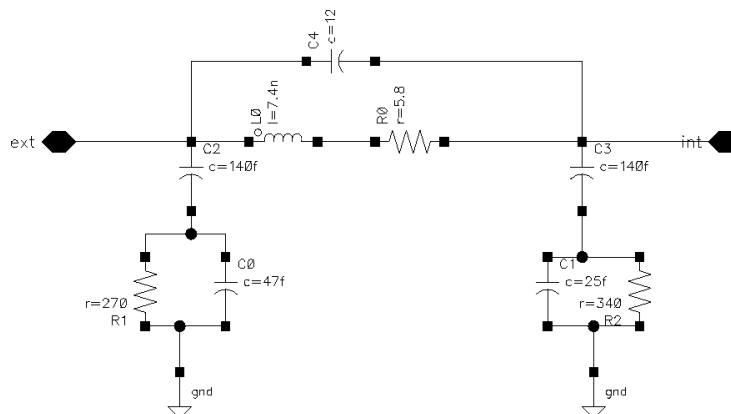 C4
c=12
L0
l=7.4n
R0
r=5.8
ext
int
C2
c=140f
C3
c=140f
C0
c=47f
r=270
R1
C1
c=25f
r=340
R2
gnd
gnd